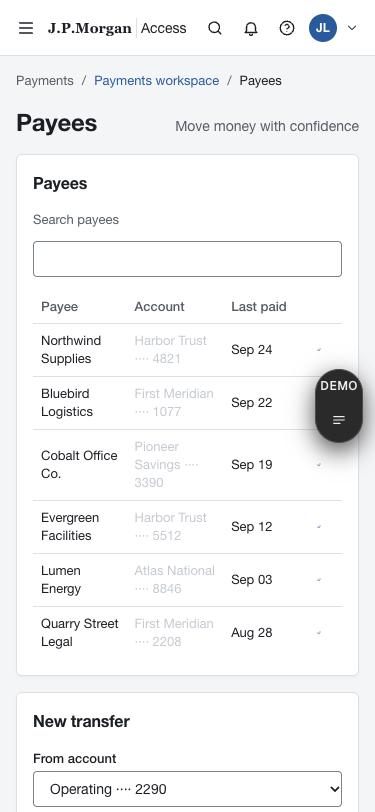 J.P.Morgan Access JL
Payments / Payments workspace / Payees
Payees Move money with confidence
Payees
Search payees
Payee Account Last paid
Northwind Supplies Harbor Trust ···· 4821 Sep 24
Bluebird Logistics First Meridian ···· 1077 Sep 22
DEMO
Cobalt Office Co. Pioneer Savings ···· 3390 Sep 19
Evergreen Facilities Harbor Trust ···· 5512 Sep 12
Lumen Energy Atlas National ···· 8846 Sep 03
Quarry Street Legal First Meridian ···· 2208 Aug 28
New transfer
From account
Operating ···· 2290